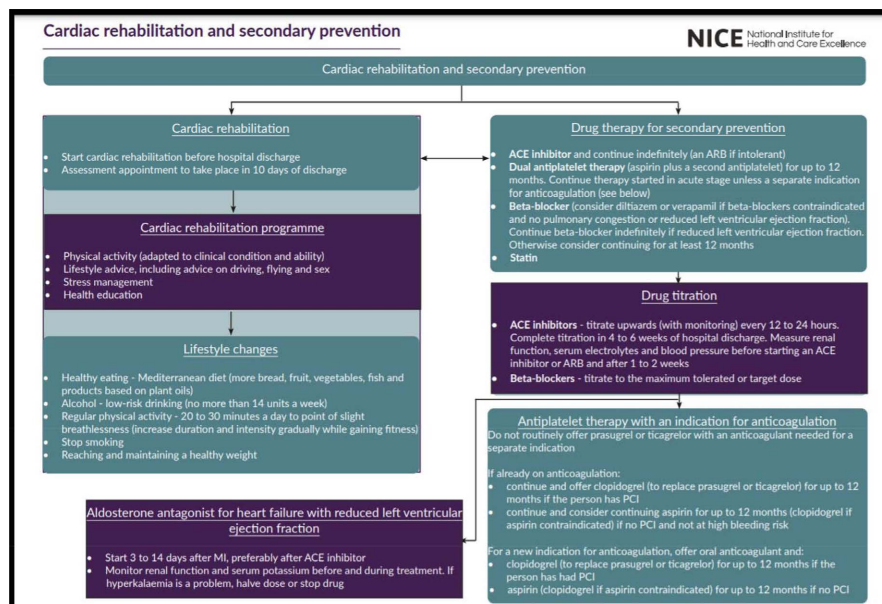 Cardiac rehabilitation and secondary prevention
NICE National Institute for
Health and Care Excellence
Cardiac rehabilitation and secondary prevention
Cardiac rehabilitation
• Start cardiac rehabilitation before hospital discharge
• Assessment appointment to take place in 10 days of discharge
Cardiac rehabilitation programme
• Physical activity (adapted to clinical condition and ability)
• Lifestyle advice, including advice on driving, flying and sex
• Stress management
• Health education
Lifestyle changes
• Healthy eating - Mediterranean diet (more bread, fruit, vegetables, fish and
products based on plant oils)
• Alcohol - low-risk drinking (no more than 14 units a week)
• Regular physical activity - 20 to 30 minutes a day to point of slight
breathlessness (increase duration and intensity gradually while gaining fitness)
• Stop smoking
• Reaching and maintaining a healthy weight
Drug therapy for secondary prevention
• ACE inhibitor and continue indefinitely (an ARB if intolerant)
• Dual antiplatelet therapy (aspirin plus a second antiplatelet) for up to 12
months. Continue therapy started in acute stage unless a separate indication
for anticoagulation (see below)
• Beta-blocker (consider diltiazem or verapamil if beta-blockers contraindicated
and no pulmonary congestion or reduced left ventricular ejection fraction).
Continue beta-blocker indefinitely if reduced left ventricular ejection fraction.
Otherwise consider continuing for at least 12 months
• Statin
Drug titration
• ACE inhibitors - titrate upwards (with monitoring) every 12 to 24 hours.
Complete titration in 4 to 6 weeks of hospital discharge. Measure renal
function, serum electrolytes and blood pressure before starting an ACE
inhibitor or ARB and after 1 to 2 weeks
• Beta-blockers - titrate to the maximum tolerated or target dose
Antiplatelet therapy with an indication for anticoagulation
Do not routinely offer prasugrel or ticagrelor with an anticoagulant needed for a
separate indication
If already on anticoagulation:
• continue and offer clopidogrel (to replace prasugrel or ticagrelor) for up to 12
months if the person has PCI
• continue and consider continuing aspirin for up to 12 months (clopidogrel if
aspirin contraindicated) if no PCI and not at high bleeding risk
For a new indication for anticoagulation, offer oral anticoagulant and:
• clopidogrel (to replace prasugrel or ticagrelor) for up to 12 months if the
person has had PCI
• aspirin (clopidogrel if aspirin contraindicated) for up to 12 months if no PCI
Aldosterone antagonist for heart failure with reduced left ventricular
ejection fraction
• Start 3 to 14 days after MI, preferably after ACE inhibitor
• Monitor renal function and serum potassium before and during treatment. If
hyperkalaemia is a problem, halve dose or stop drug